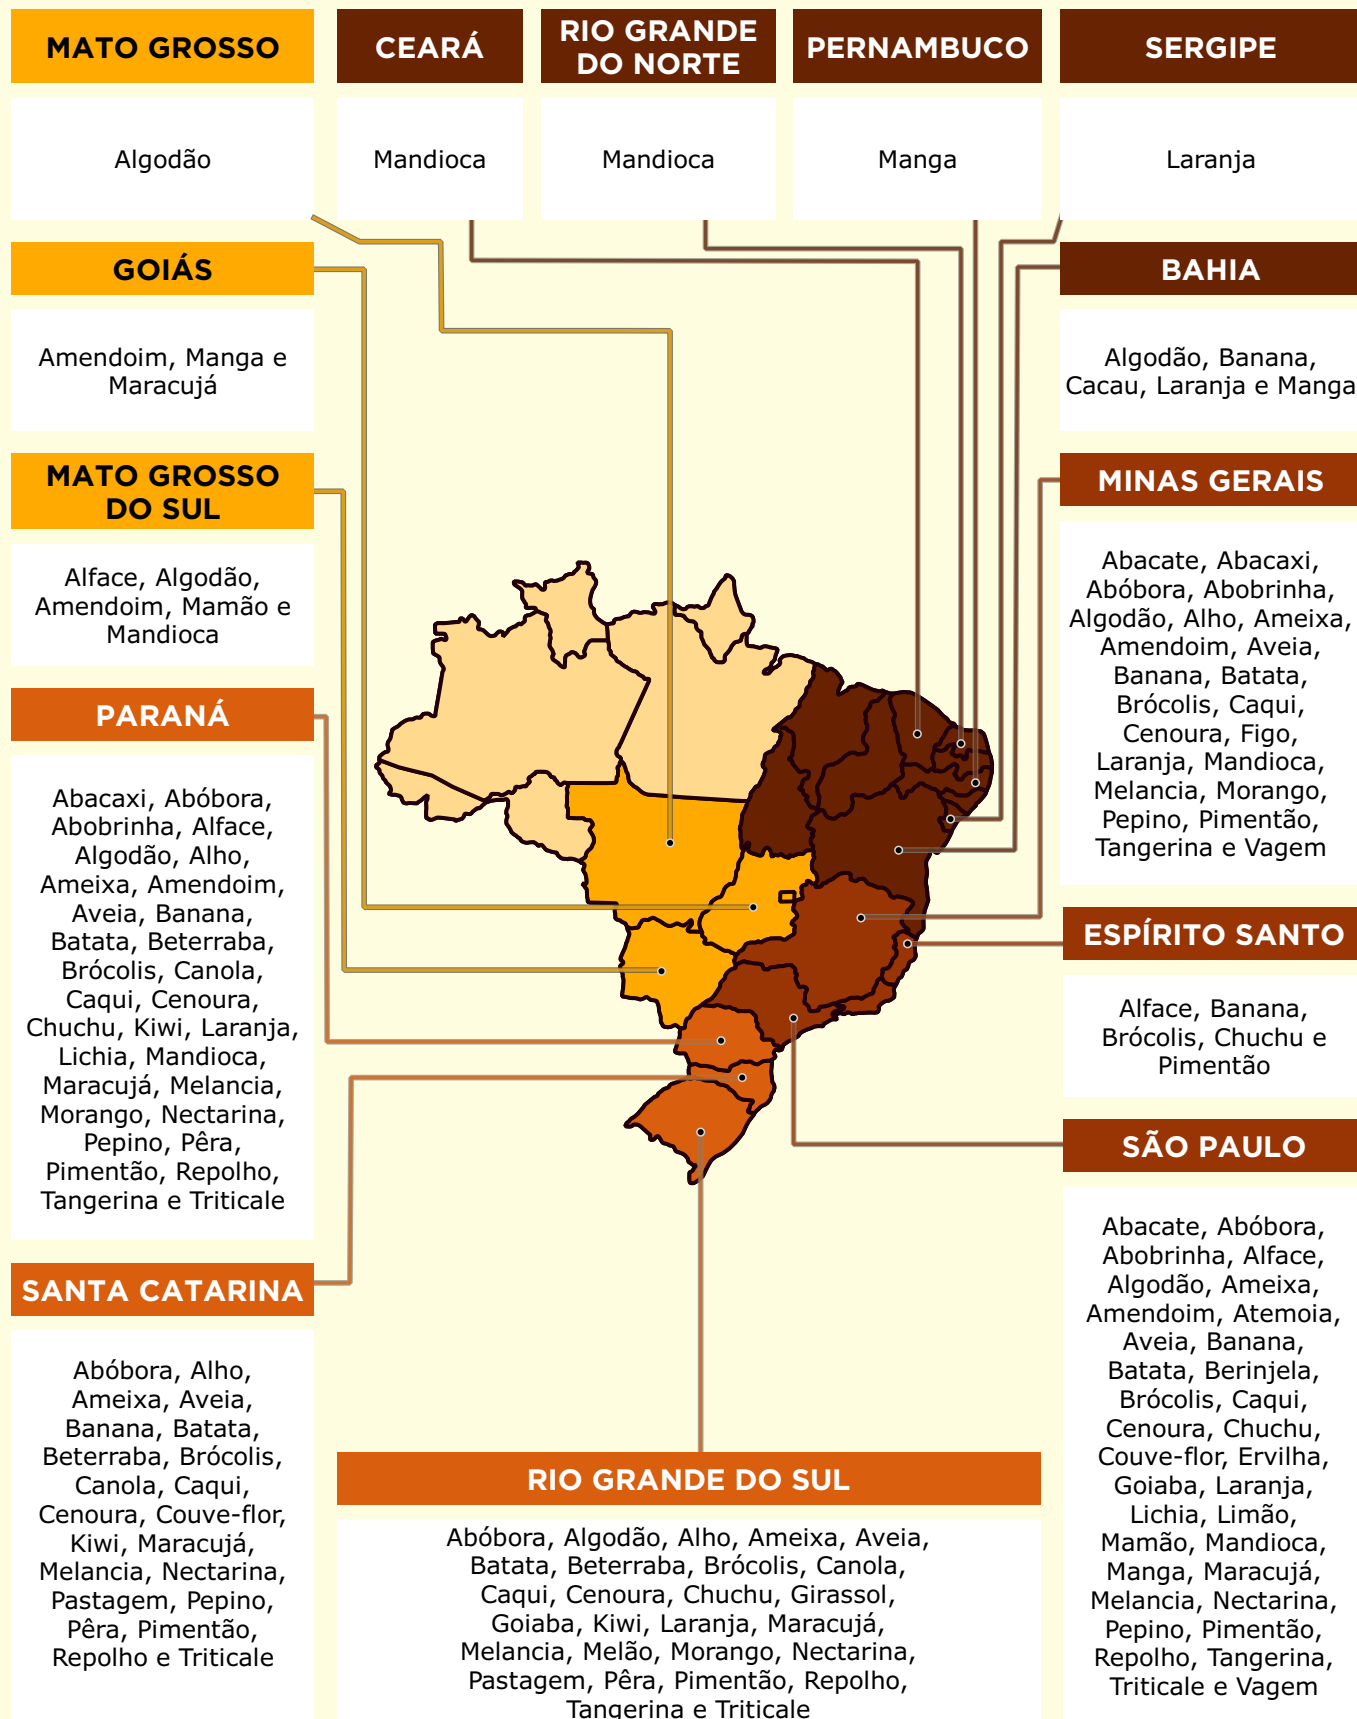 MATO GROSSO
Algodão
CEARÁ
Mandioca
RIO GRANDE
DO NORTE
Mandioca
PERNAMBUCO
Manga
SERGIPE
Laranja
GOIÁS
Amendoim, Manga e
Maracujá
BAHIA
Algodão, Banana,
Cacau, Laranja e Manga
MATO GROSSO
DO SUL
Alface, Algodão,
Amendoim, Mamão e
Mandioca
MINAS GERAIS
Abacate, Abacaxi,
Abóbora, Abobrinha,
Algodão, Alho, Ameixa,
Amendoim, Aveia,
Banana, Batata,
Brócolis, Caqui,
Cenoura, Figo,
Laranja, Mandioca,
Melancia, Morango,
Pepino, Pimentão,
Tangerina e Vagem
PARANÁ
Abacaxi, Abóbora,
Abobrinha, Alface,
Algodão, Alho,
Ameixa, Amendoim,
Aveia, Banana,
Batata, Beterraba,
Brócolis, Canola,
Caqui, Cenoura,
Chuchu, Kiwi, Laranja,
Lichia, Mandioca,
Maracujá, Melancia,
Morango, Nectarina,
Pepino, Pêra,
Pimentão, Repolho,
Tangerina e Triticale
ESPÍRITO SANTO
Alface, Banana,
Brócolis, Chuchu e
Pimentão
SÃO PAULO
Abacate, Abóbora,
Abobrinha, Alface,
Algodão, Ameixa,
Amendoim, Atemoia,
Aveia, Banana,
Batata, Berinjela,
Brócolis, Caqui,
Cenoura, Chuchu,
Couve-flor, Ervilha,
Goiaba, Laranja,
Lichia, Limão,
Mamão, Mandioca,
Manga, Maracujá,
Melancia, Nectarina,
Pepino, Pimentão,
Repolho, Tangerina,
Triticale e Vagem
SANTA CATARINA
Abóbora, Alho,
Ameixa, Aveia,
Banana, Batata,
Beterraba, Brócolis,
Canola, Caqui,
Cenoura, Couve-flor,
Kiwi, Maracujá,
Melancia, Nectarina,
Pastagem, Pepino,
Pêra, Pimentão,
Repolho e Triticale
RIO GRANDE DO SUL
Abóbora, Algodão, Alho, Ameixa, Aveia,
Batata, Beterraba, Brócolis, Canola,
Caqui, Cenoura, Chuchu, Girassol,
Goiaba, Kiwi, Laranja, Maracujá,
Melancia, Melão, Morango, Nectarina,
Pastagem, Pêra, Pimentão, Repolho,
Tangerina e Triticale